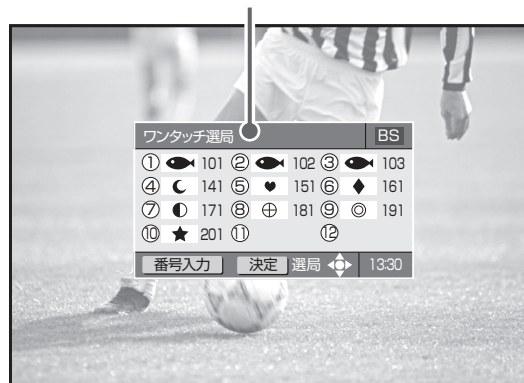 ワンタッチ選局 BS
① 101 ② 102 ③ 103
④ 141 ⑤ 151 ⑥ 161
⑦ 171 ⑧ 181 ⑨ 191
⑩ 201 ⑪ ⑫
番号入力 決定 選局 13:30